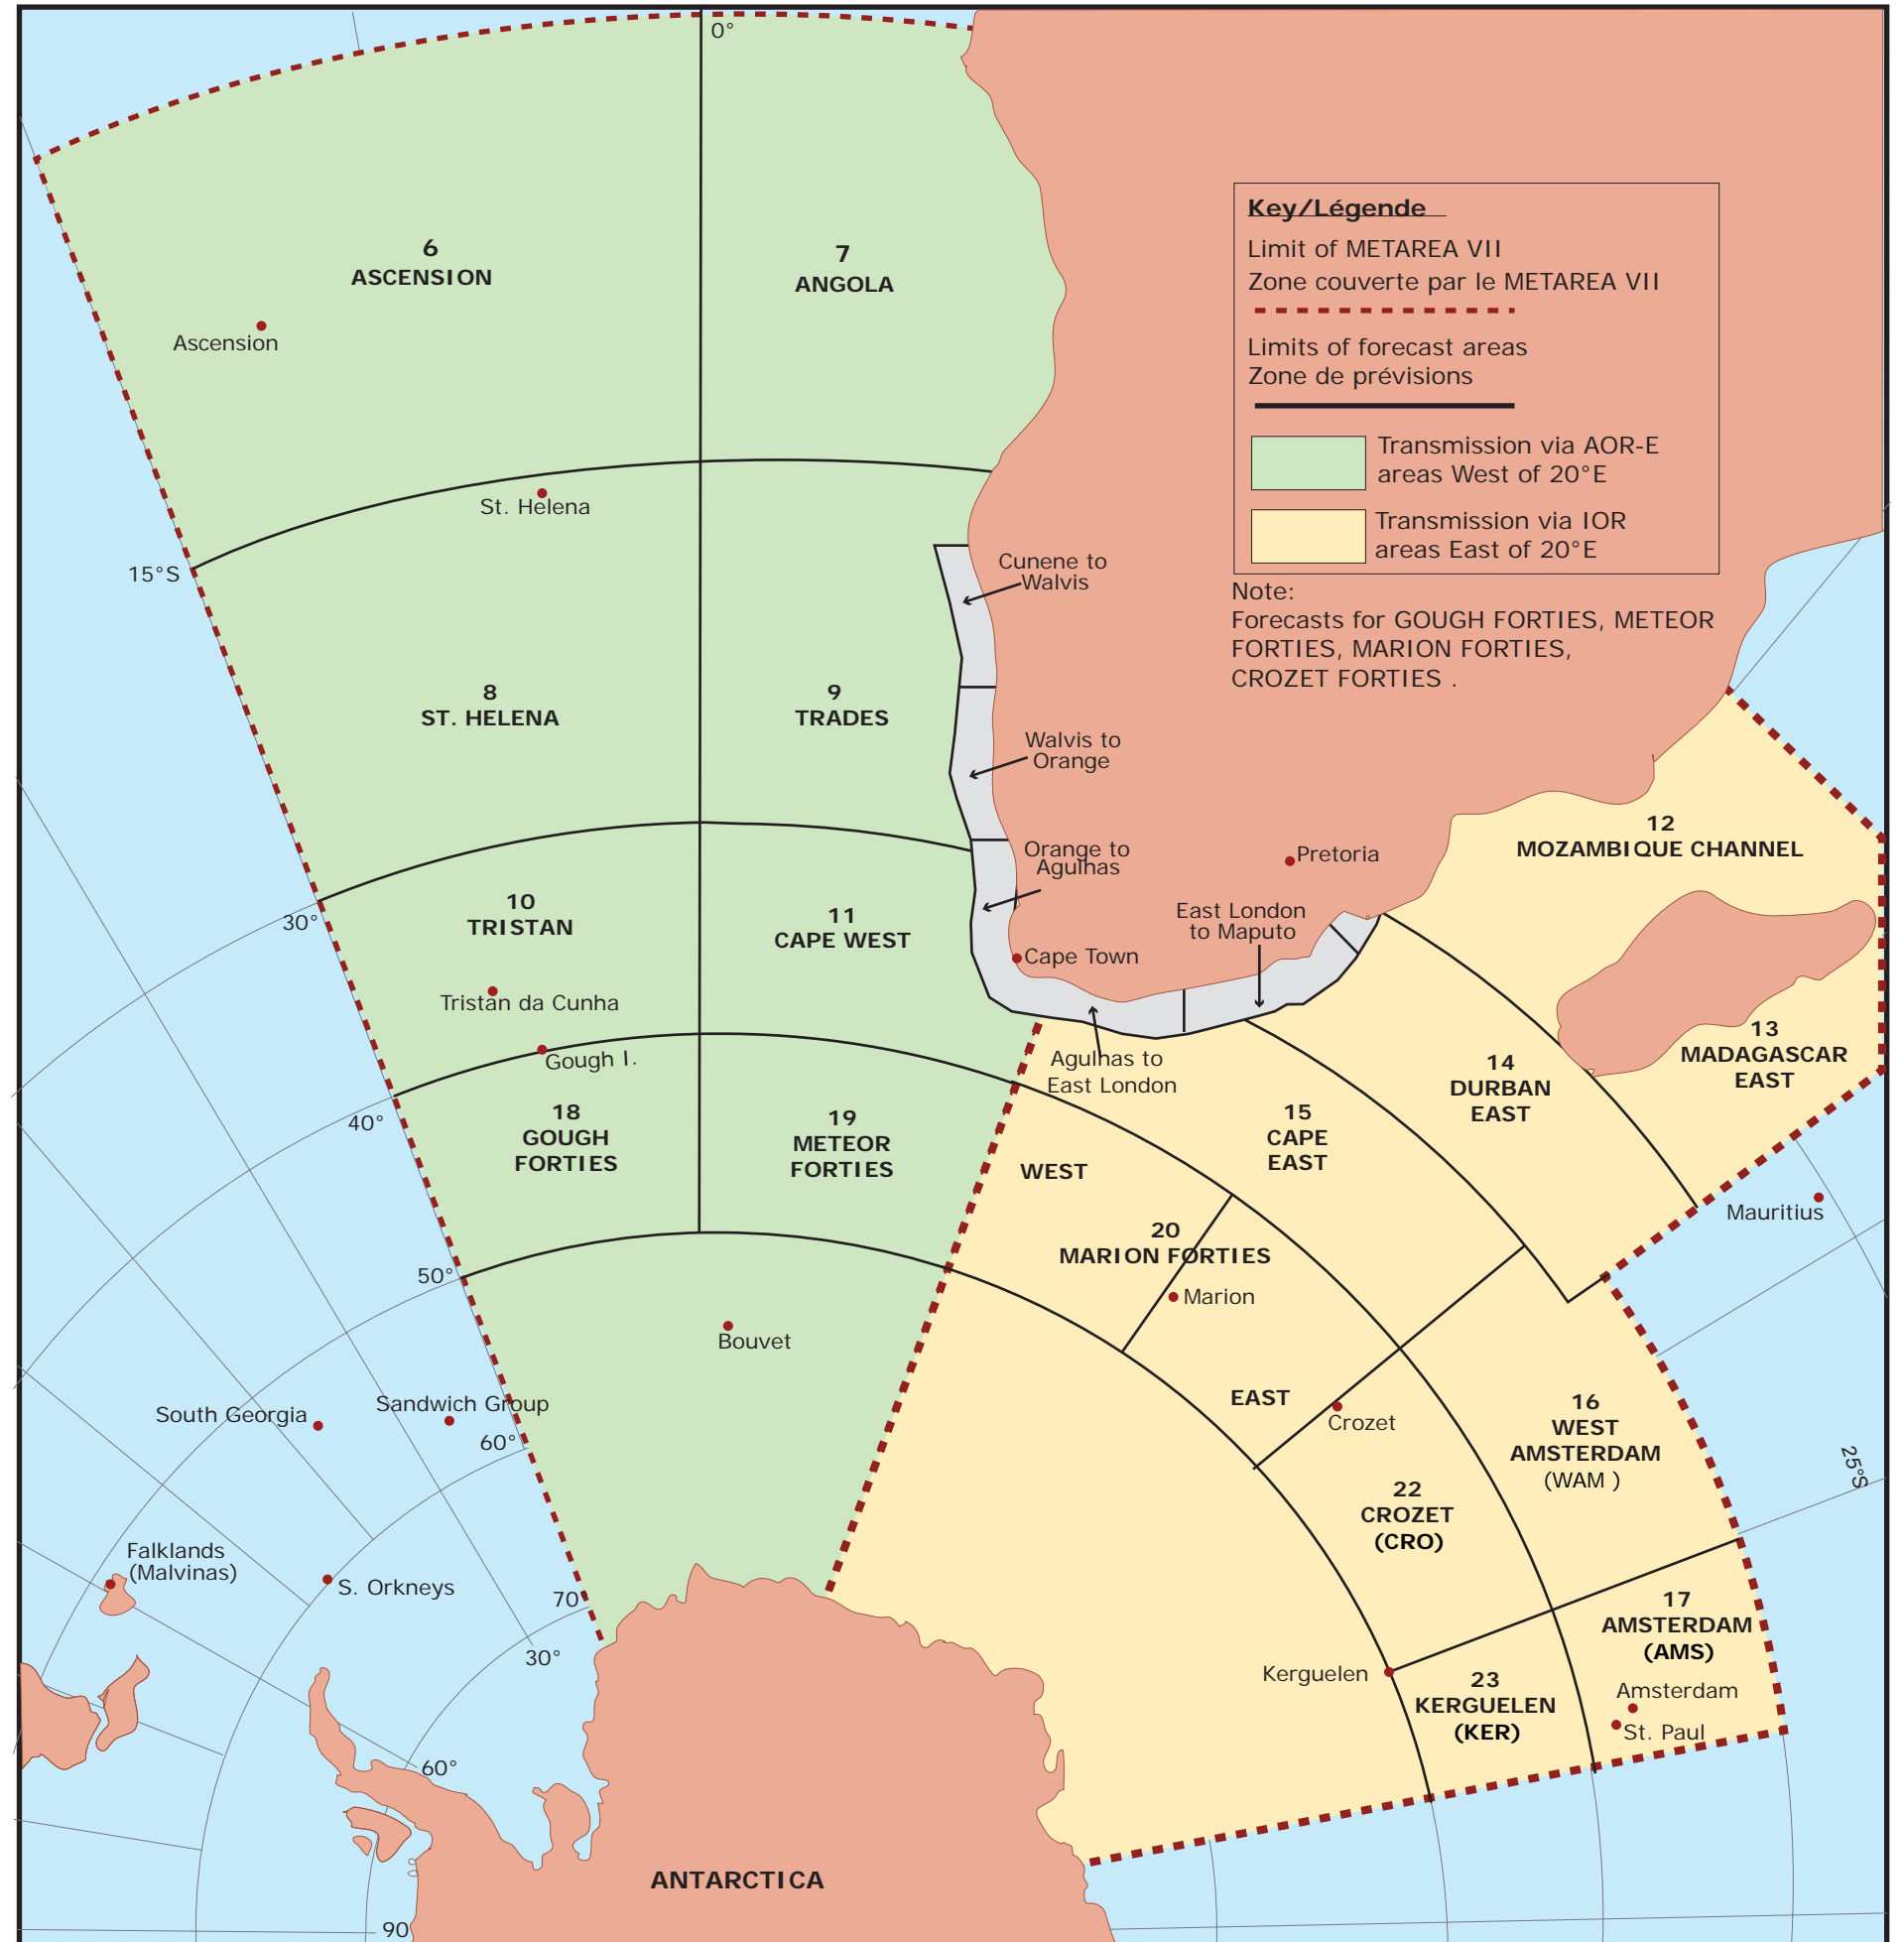 0°
6
ASCENSION
7
ANGOLA
Ascension
Key/Légende
Limit of METAREA VII
Zone couverte par le METAREA VII
Limits of forecast areas
Zone de prévisions
Transmission via AOR-E
areas West of 20°E
Transmission via IOR
areas East of 20°E
Note:
Forecasts for GOUGH FORTIES, METEOR
FORTIES, MARION FORTIES,
CROZET FORTIES .
St. Helena
15°S
Cunene to
Walvis
8
ST. HELENA
9
TRADES
Walvis to
Orange
12
MOZAMBIQUE CHANNEL
Orange to
Agulhas
Pretoria
30°
10
TRISTAN
11
CAPE WEST
East London
to Maputo
Cape Town
Tristan da Cunha
Gough I.
Agulhas to
East London
13
MADAGASCAR
EAST
14
DURBAN
EAST
40°
18
GOUGH
FORTIES
19
METEOR
FORTIES
15
CAPE
EAST
WEST
Mauritius
20
MARION FORTIES
50°
Marion
Bouvet
EAST
Crozet
South Georgia
Sandwich Group
60°
16
WEST
AMSTERDAM
(WAM )
25°S
22
CROZET
(CRO)
Falklands
(Malvinas)
S. Orkneys
70
30°
17
AMSTERDAM
(AMS)
Kerguelen
23
KERGUELEN
(KER)
Amsterdam
St. Paul
60°
ANTARCTICA
90